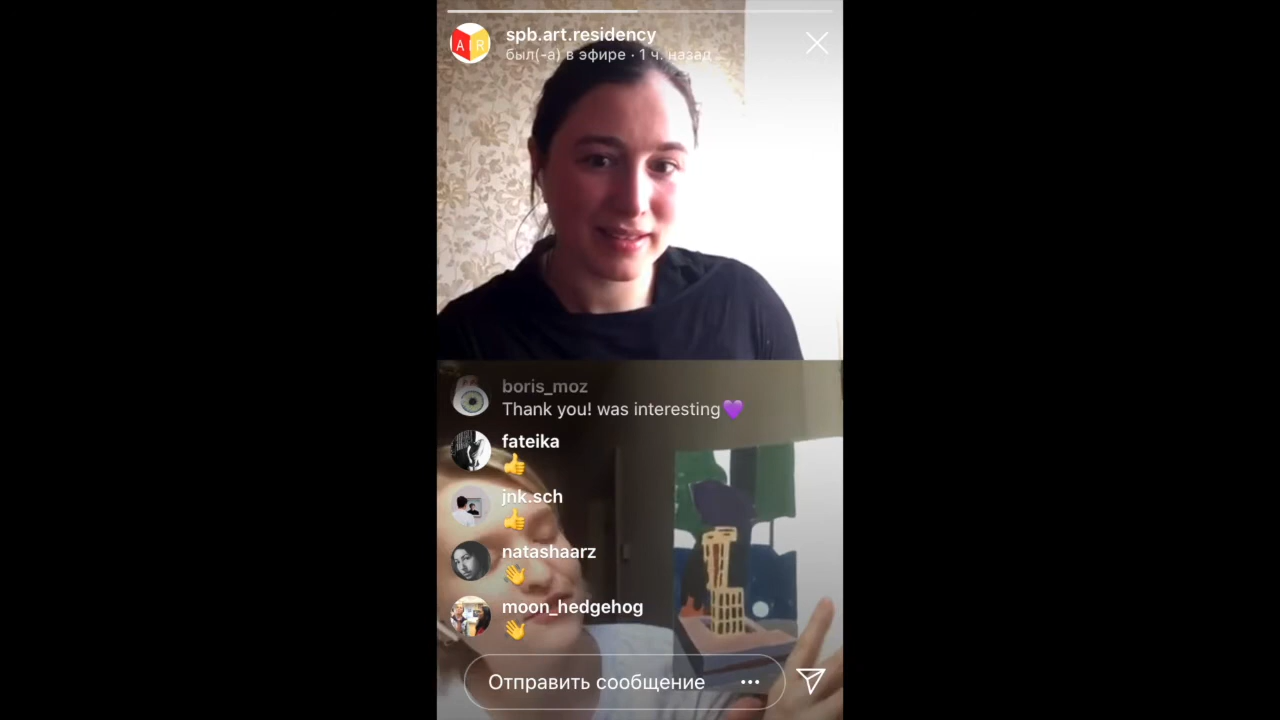 AIR
spb.art.residency
был(-а) в эфире · 1 ч. назад
boris_moz
Thank you! was interesting💜
fateika
👍
jnk.sch
👍
natashaarz
👋
moon_hedgehog
👋
Отправить сообщение